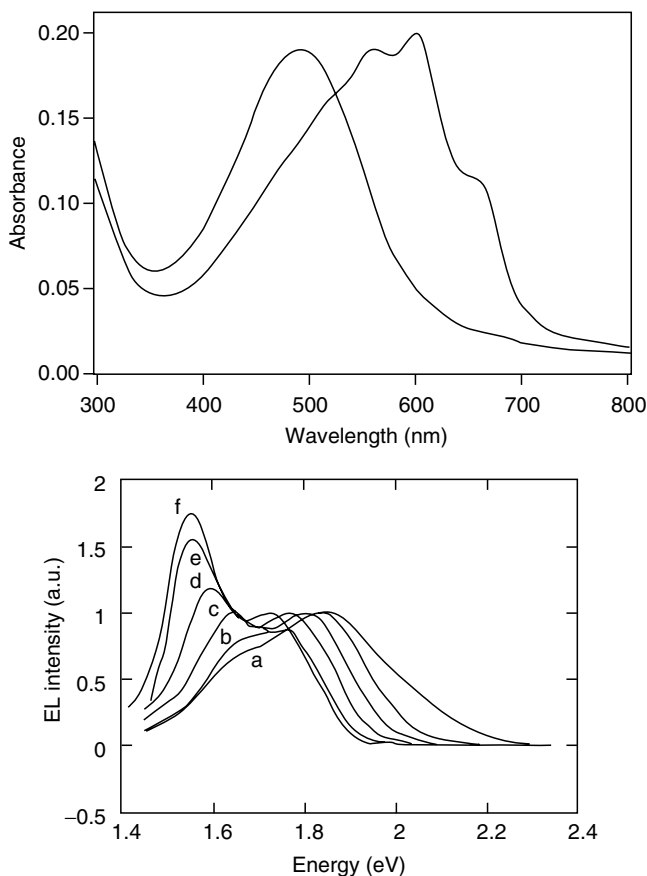 0.20
0.15
0.10
0.05
0.00
Absorbance
300 400 500 600 700 800
Wavelength (nm)
2
1.5
1
0.5
0
−0.5
EL intensity (a.u.)
f
e
d
c
b
a
1.4 1.6 1.8 2 2.2 2.4
Energy (eV)